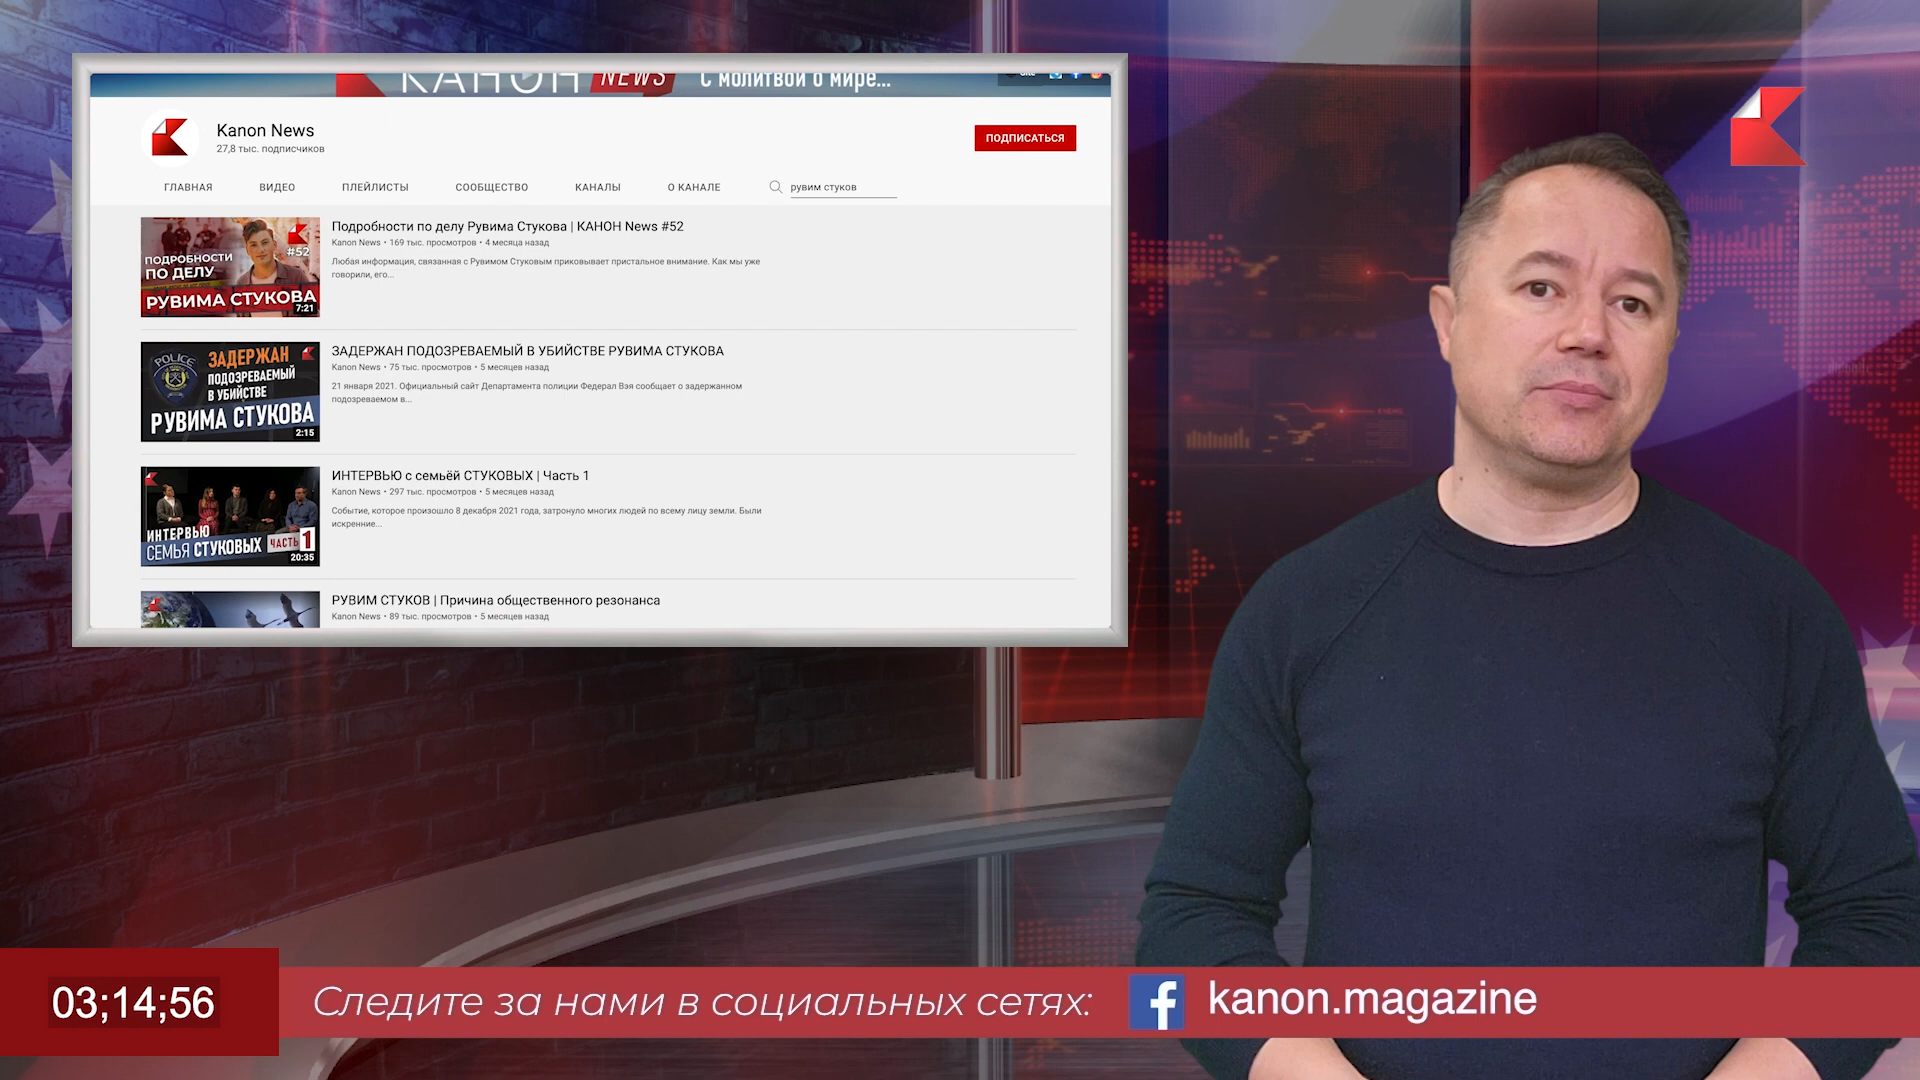 КАНОН NEWS С молитвой о мире...
Kanon News
27,8 тыс. подписчиков
ПОДПИСАТЬСЯ
ГЛАВНАЯ ВИДЕО ПЛЕЙЛИСТЫ СООБЩЕСТВО КАНАЛЫ О КАНАЛЕ рувим стуков
#52
ПОДРОБНОСТИ
ПО ДЕЛУ
РУВИМА СТУКОВА
7:21
Подробности по делу Рувима Стукова | КАНОН News #52
Kanon News • 169 тыс. просмотров • 4 месяца назад
Любая информация, связанная с Рувимом Стуковым приковывает пристальное внимание. Как мы уже
говорили, его...
POLICE
ЗАДЕРЖАН
ПОДОЗРЕВАЕМЫЙ
В УБИЙСТВЕ
РУВИМА СТУКОВА
2:15
ЗАДЕРЖАН ПОДОЗРЕВАЕМЫЙ В УБИЙСТВЕ РУВИМА СТУКОВА
Kanon News • 75 тыс. просмотров • 5 месяцев назад
21 января 2021. Официальный сайт Департамента полиции Федерал Вэя сообщает о задержанном
подозреваемом в...
ИНТЕРВЬЮ
СЕМЬЯ СТУКОВЫХ ЧАСТЬ 1
20:35
ИНТЕРВЬЮ с семьёй СТУКОВЫХ | Часть 1
Kanon News • 297 тыс. просмотров • 5 месяцев назад
Событие, которое произошло 8 декабря 2021 года, затронуло многих людей по всему лицу земли. Были
искренние...
РУВИМ СТУКОВ | Причина общественного резонанса
Kanon News • 89 тыс. просмотров • 5 месяцев назад
03;14;56
Следите за нами в социальных сетях: f kanon.magazine